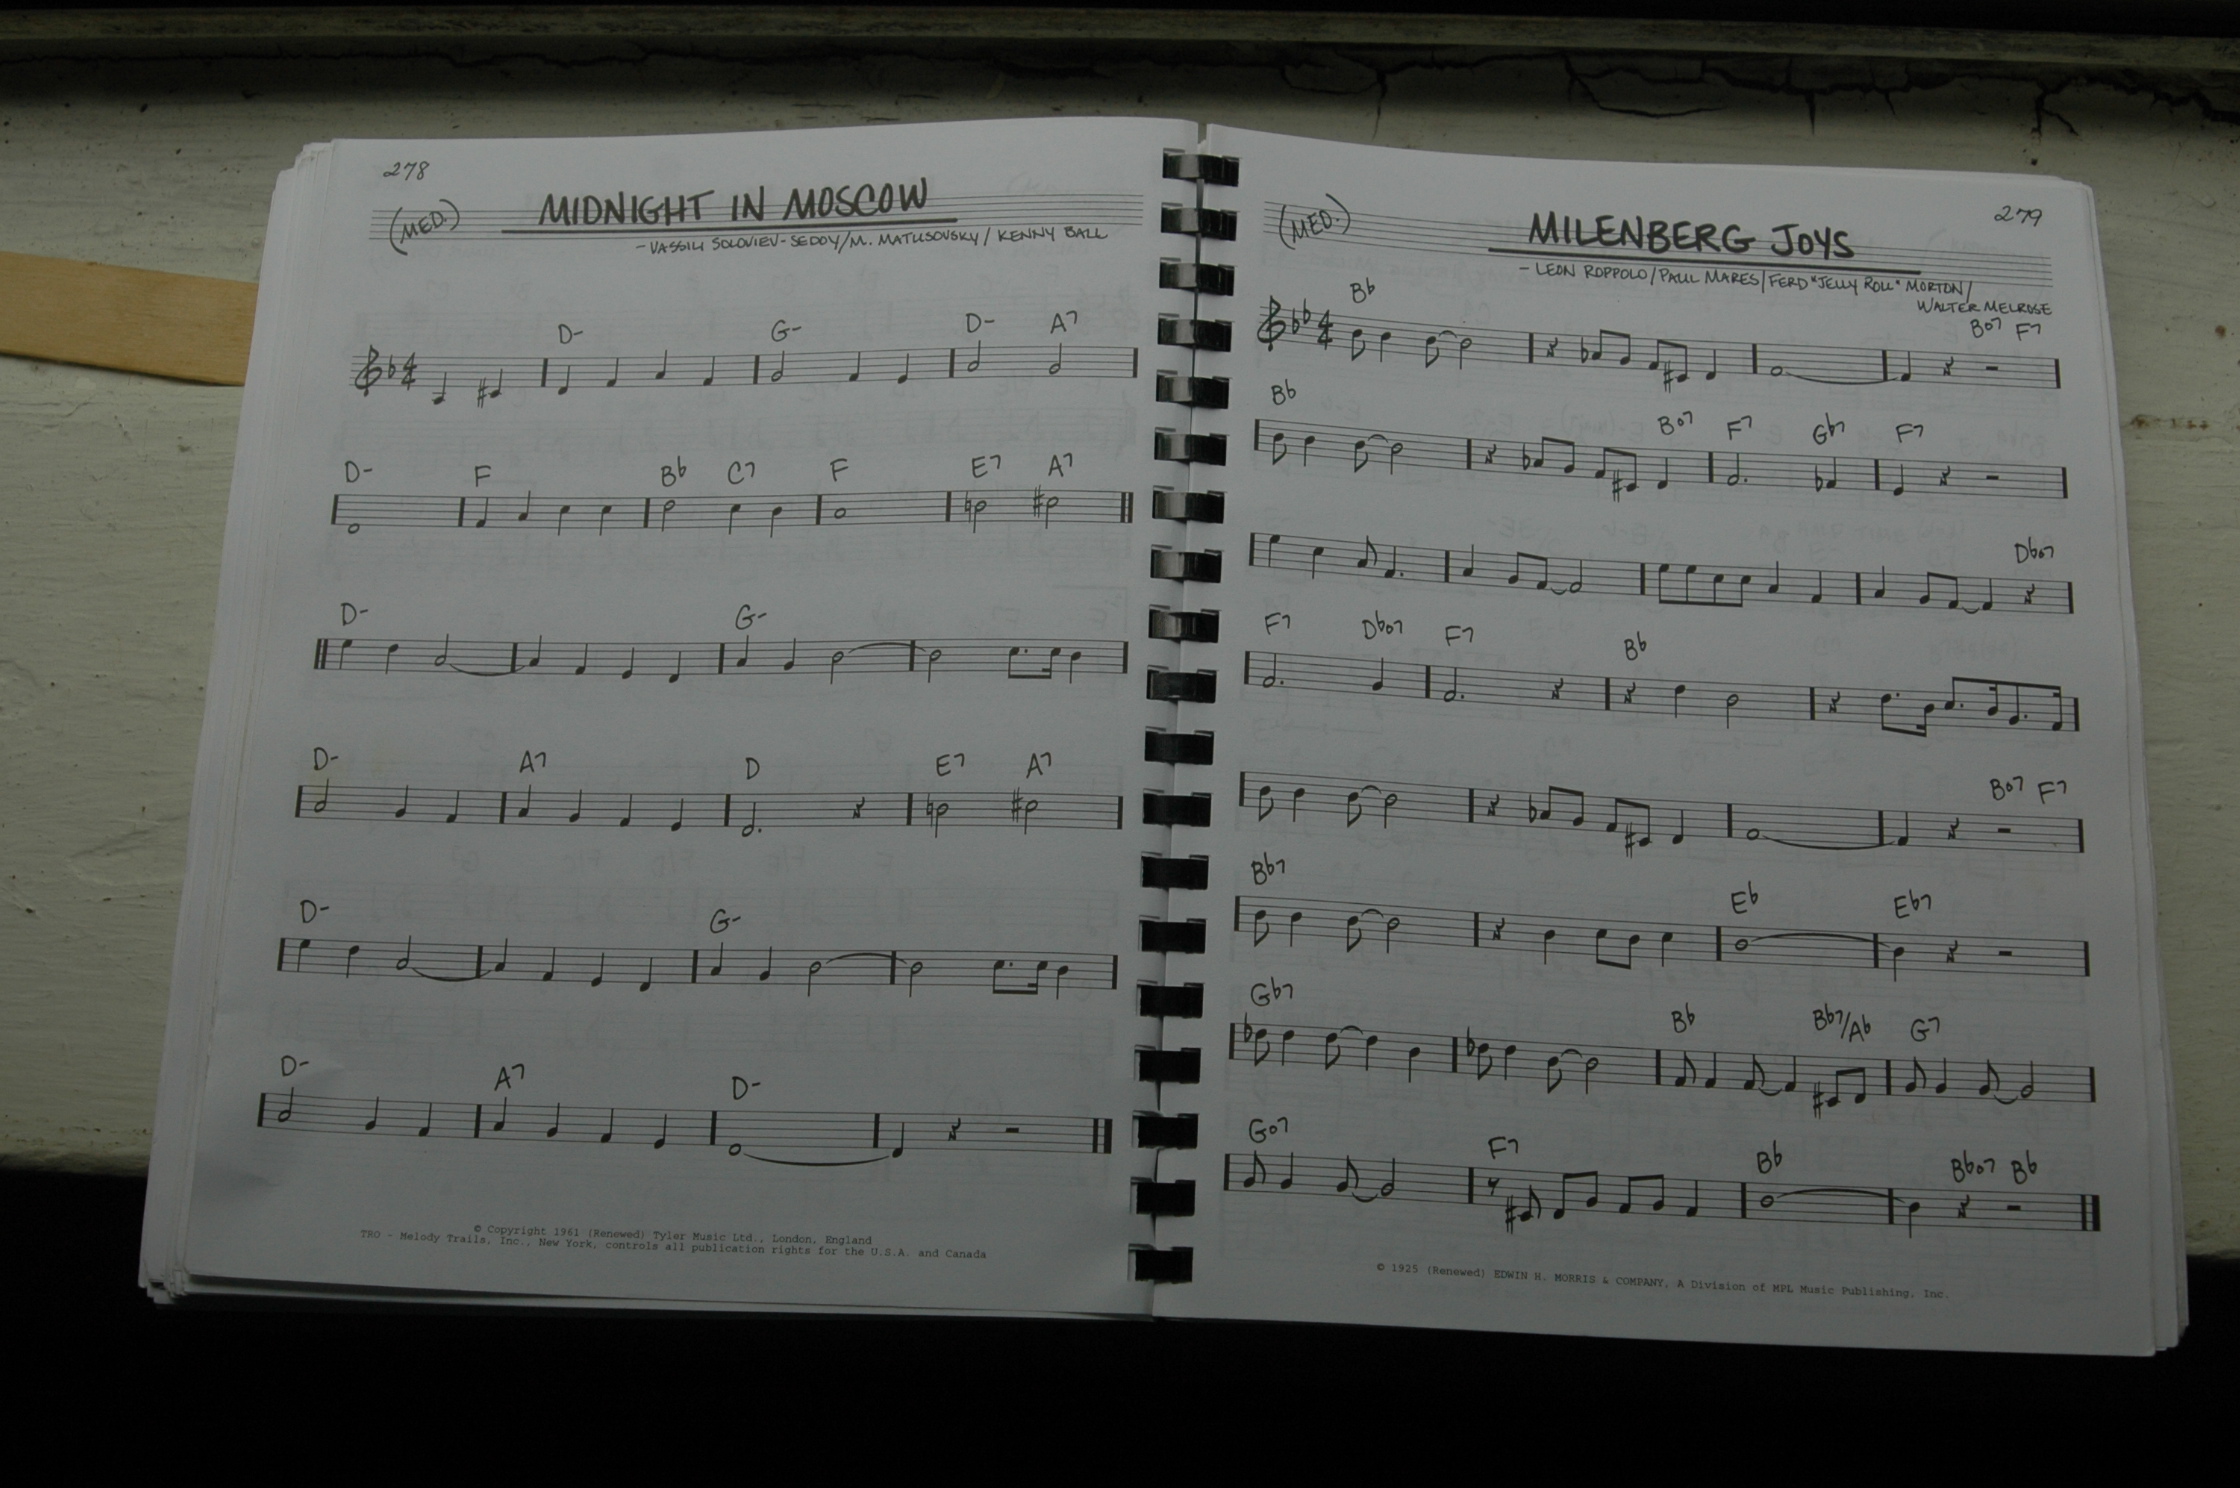 278
(MED.)
MIDNIGHT IN MOSCOW
- VASSILI SOLOVIEV-SEDOY/M. MATUSOVSKY/KENNY BALL
D- G- D- A7
D- F Bb C7 F E7 A7
D- G-
D- A7 D E7 A7
D- G-
D- A7 D-
© Copyright 1961 (Renewed) Tyler Music Ltd., London, England
TRO - Melody Trails, Inc., New York, controls all publication rights for the U.S.A. and Canada
279
(MED.)
MILENBERG JOYS
- LEON ROPPOLO/PAUL MARES/FERD "JELLY ROLL" MORTON/
WALTER MELROSE
Bb Bo7 F7
Bb Bo7 F7 Gb7 F7
Dbo7
F7 Dbo7 F7 Bb
Bo7 F7
Bb7 Eb Eb7
Gb7 Bb Bb7/Ab G7
Go7 F7 Bb Bbo7 Bb
© 1925 (Renewed) EDWIN H. MORRIS & COMPANY, A Division of MPL Music Publishing, Inc.